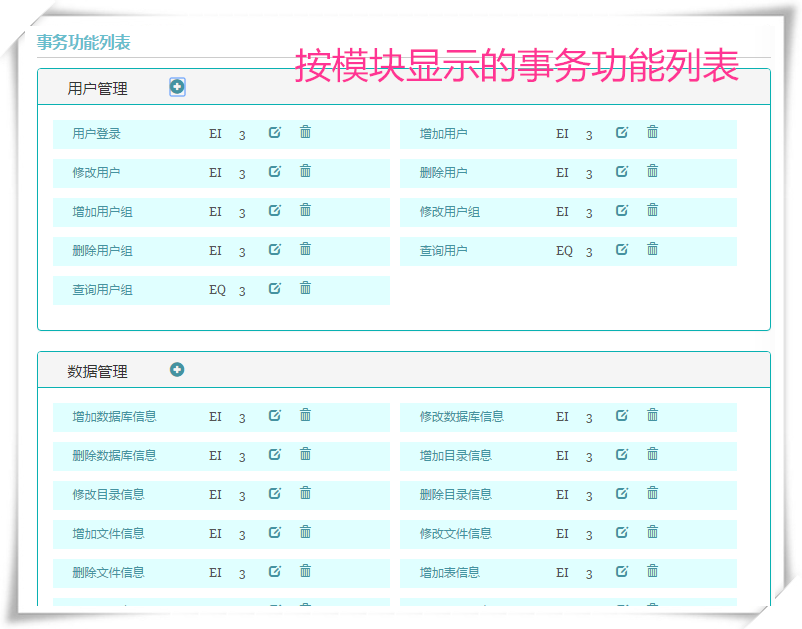 事务功能列表
按模块显示的事务功能列表
用户管理
用户登录 EI 3 增加用户 EI 3
修改用户 EI 3 删除用户 EI 3
增加用户组 EI 3 修改用户组 EI 3
删除用户组 EI 3 查询用户 EQ 3
查询用户组 EQ 3
数据管理
增加数据库信息 EI 3 修改数据库信息 EI 3
删除数据库信息 EI 3 增加目录信息 EI 3
修改目录信息 EI 3 删除目录信息 EI 3
增加文件信息 EI 3 修改文件信息 EI 3
删除文件信息 EI 3 增加表信息 EI 3